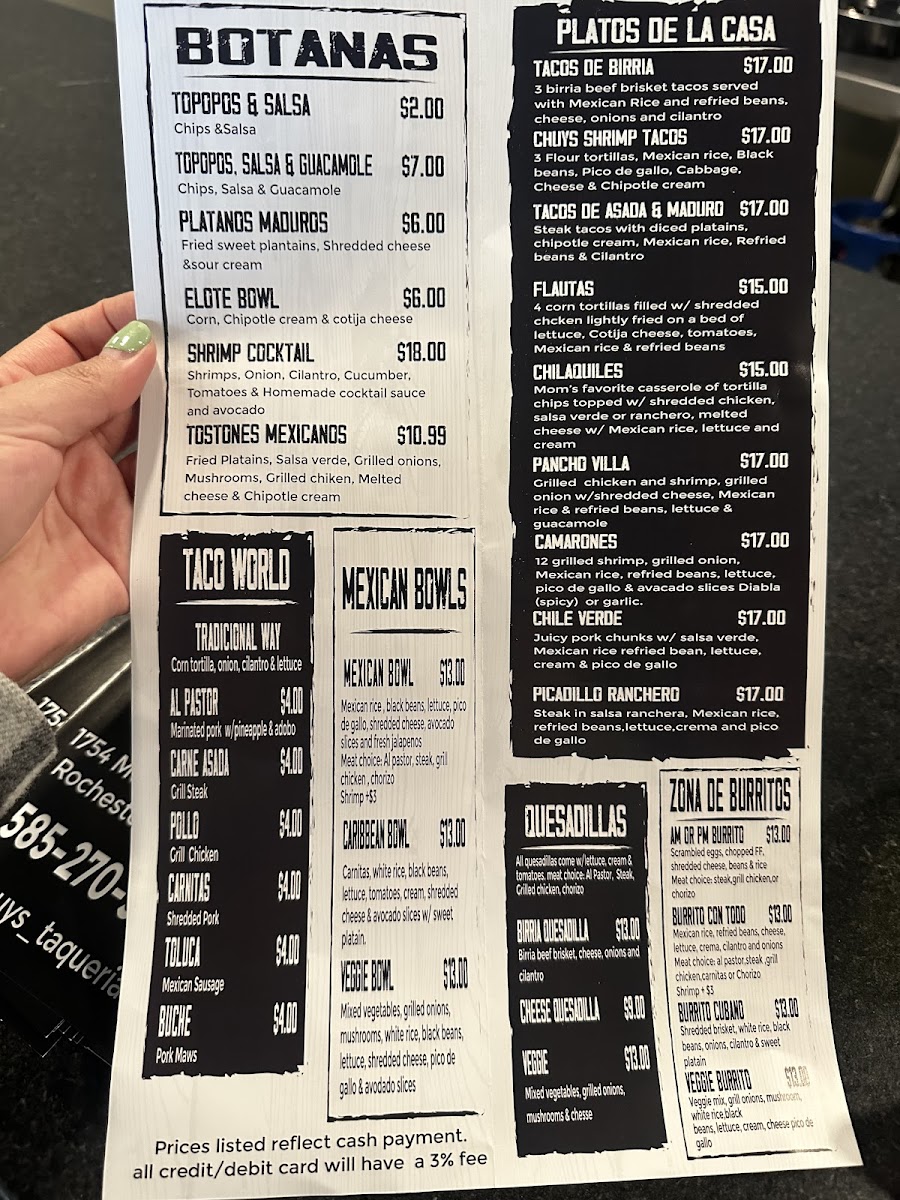 BOTANAS
TOPOPOS & SALSA $2.00
Chips &Salsa
TOPOPOS, SALSA & GUACAMOLE $7.00
Chips, Salsa & Guacamole
PLATANOS MADUROS $6.00
Fried sweet plantains, Shredded cheese
&sour cream
ELOTE BOWL $6.00
Corn, Chipotle cream & cotija cheese
SHRIMP COCKTAIL $18.00
Shrimps, Onion, Cilantro, Cucumber,
Tomatoes & Homemade cocktail sauce
and avocado
TOSTONES MEXICANOS $10.99
Fried Platains, Salsa verde, Grilled onions,
Mushrooms, Grilled chiken, Melted
cheese & Chipotle cream
PLATOS DE LA CASA
TACOS DE BIRRIA $17.00
3 birria beef brisket tacos served
with Mexican Rice and refried beans,
cheese, onions and cilantro
CHUYS SHRIMP TACOS $17.00
3 Flour tortillas, Mexican rice, Black
beans, Pico de gallo, Cabbage,
Cheese & Chipotle cream
TACOS DE ASADA & MADURO $17.00
Steak tacos with diced platains,
chipotle cream, Mexican rice, Refried
beans & Cilantro
FLAUTAS $15.00
4 corn tortillas filled w/ shredded
chcken lightly fried on a bed of
lettuce, Cotija cheese, tomatoes,
Mexican rice & refried beans
CHILAQUILES $15.00
Mom's favorite casserole of tortilla
chips topped w/ shredded chicken,
salsa verde or ranchero, melted
cheese w/ Mexican rice, lettuce and
cream
PANCHO VILLA $17.00
Grilled chicken and shrimp, grilled
onion w/shredded cheese, Mexican
rice & refried beans, lettuce &
guacamole
CAMARONES $17.00
12 grilled shrimp, grilled onion,
Mexican rice, refried beans, lettuce,
pico de gallo & avacado slices Diabla
(spicy) or garlic.
CHILE VERDE $17.00
Juicy pork chunks w/ salsa verde,
Mexican rice refried bean, lettuce,
cream & pico de gallo
PICADILLO RANCHERO $17.00
Steak in salsa ranchera, Mexican rice,
refried beans,lettuce,crema and pico
de gallo
TACO WORLD
TRADICIONAL WAY
Corn tortilla, onion, cilantro & lettuce
AL PASTOR $4.00
Marinated pork w/pineapple & adobo
CARNE ASADA $4.00
Grill Steak
POLLO $4.00
Grill Chicken
CARNITAS $4.00
Shredded Pork
TOLUCA $4.00
Mexican Sausage
BUCHE $4.00
Pork Maws
MEXICAN BOWLS
MEXICAN BOWL $13.00
Mexican rice , black beans, lettuce, pico
de gallo, shredded cheese, avocado
slices and fresh jalapenos
Meat choice: Al pastor, steak, grill
chicken , chorizo
Shrimp +$3
CARIBBEAN BOWL $13.00
Carnitas, white rice, black beans,
lettuce, tomatoes, cream, shredded
cheese & avocado slices w/ sweet
platain.
VEGGIE BOWL $13.00
Mixed vegetables, grilled onions,
mushrooms, white rice, black beans,
lettuce, shredded cheese, pico de
gallo & avodado slices
QUESADILLAS
All quesadillas come w/lettuce, cream &
tomatoes. meat choice: Al Pastor, Steak,
Grilled chicken, chorizo
BIRRIA QUESADILLA $13.00
Birria beef brisket, cheese, onions and
cilantro
CHEESE QUESADILLA $9.00
VEGGIE $13.00
Mixed vegetables, grilled onions,
mushrooms & chesse
ZONA DE BURRITOS
AM OR PM BURRITO $13.00
Scrambled eggs, chopped FF,
shredded cheese, beans & rice
Meat choice: steak,grill chicken,or
chorizo
BURRITO CON TODO $13.00
Mexican rice, refried beans, cheese,
lettuce, crema, cilantro and onions
Meat choice: al pastor,steak ,grill
chicken,carnitas or Chorizo
Shrimp + $3
BURRITO CUBANO $13.00
Shredded brisket, white rice, black
beans, onions, cilantro & sweet
platain
VEGGIE BURRITO $13.00
Veggie mix, grill onions, mushroom,
white rice,black
beans, lettuce, cream, cheese pico de
gallo
Prices listed reflect cash payment.
all credit/debit card will have a 3% fee
175
1754 M
Rochest
585-270-
uys_taqueria